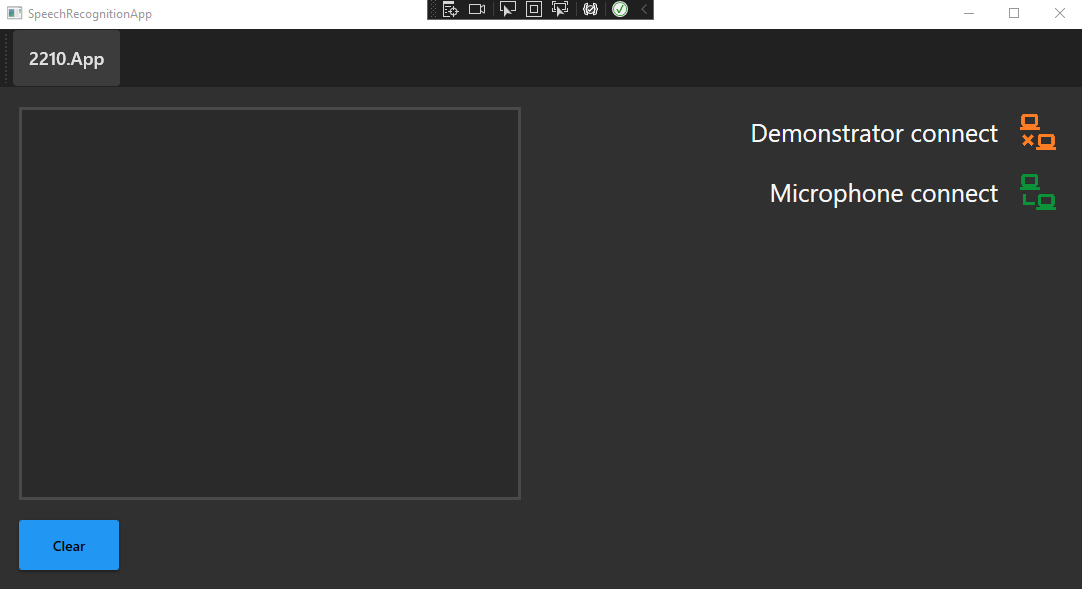 SpeechRecognitionApp
2210.App
Demonstrator connect
Microphone connect
Clear